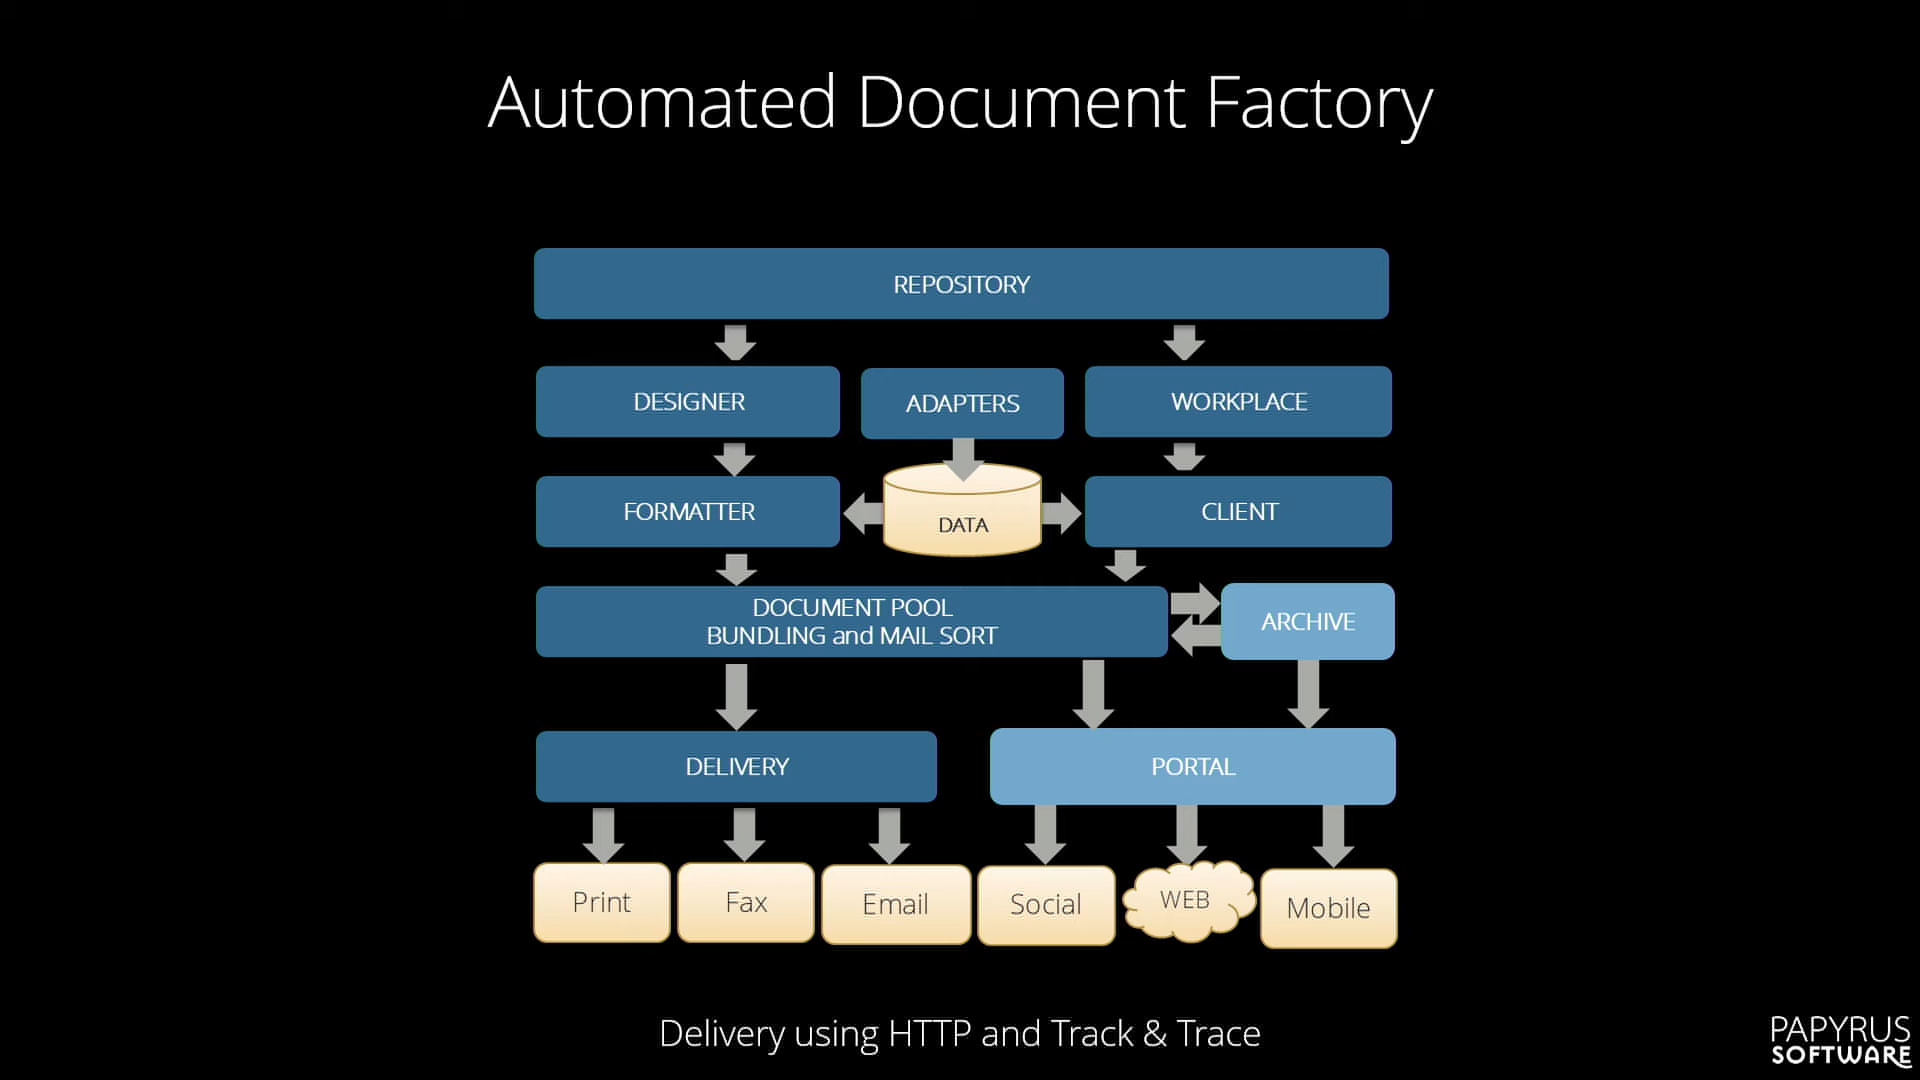 Automated Document Factory
REPOSITORY
DESIGNER
ADAPTERS
WORKPLACE
FORMATTER
DATA
CLIENT
DOCUMENT POOL
BUNDLING and MAIL SORT
ARCHIVE
DELIVERY
PORTAL
Print
Fax
Email
Social
WEB
Mobile
Delivery using HTTP and Track & Trace
PAPYRUS
SOFTWARE